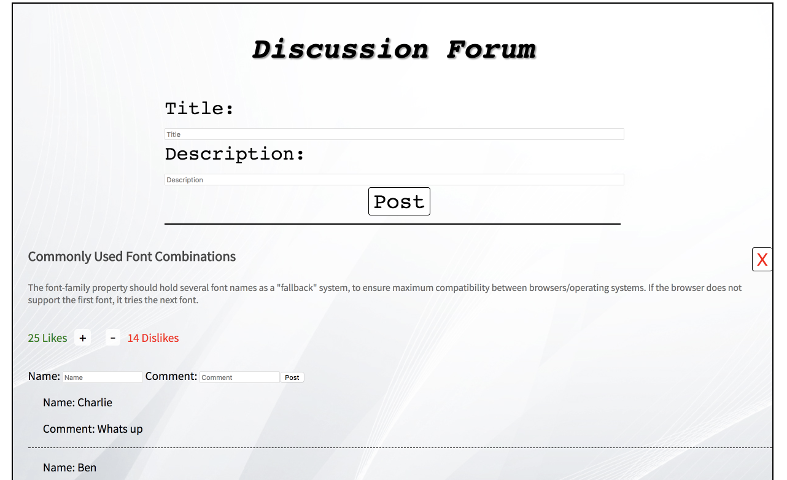 Discussion Forum
Title:
Title
Description:
Description
Post
Commonly Used Font Combinations
X
The font-family property should hold several font names as a "fallback" system, to ensure maximum compatibility between browsers/operating systems. If the browser does not
support the first font, it tries the next font.
25 Likes + - 14 Dislikes
Name: Name Comment: Comment Post
Name: Charlie
Comment: Whats up
Name: Ben